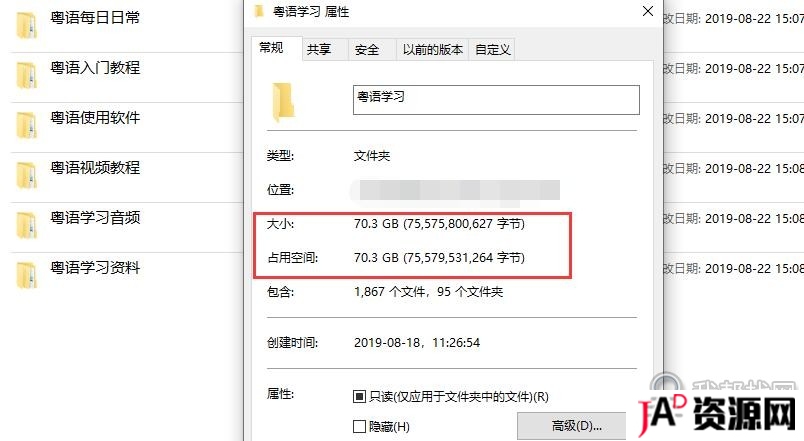 粤语学习 属性
粤语每日日常
改日期: 2019-08-22 15:07
常规 共享 安全 以前的版本 自定义
粤语入门教程
改日期: 2019-08-22 15:07
粤语学习
粤语使用软件
改日期: 2019-08-22 15:07
类型: 文件夹
粤语视频教程
改日期: 2019-08-22 15:07
位置:
粤语学习音频
改日期: 2019-08-22 15:08
大小: 70.3 GB (75,575,800,627 字节)
占用空间: 70.3 GB (75,579,531,264 字节)
粤语学习资料
改日期: 2019-08-22 15:08
包含: 1,867 个文件，95 个文件夹
创建时间: 2019-08-18，11:26:54
属性: 只读(仅应用于文件夹中的文件)(R)
隐藏(H)
高级(D)...
我帮找网
JAD资源网